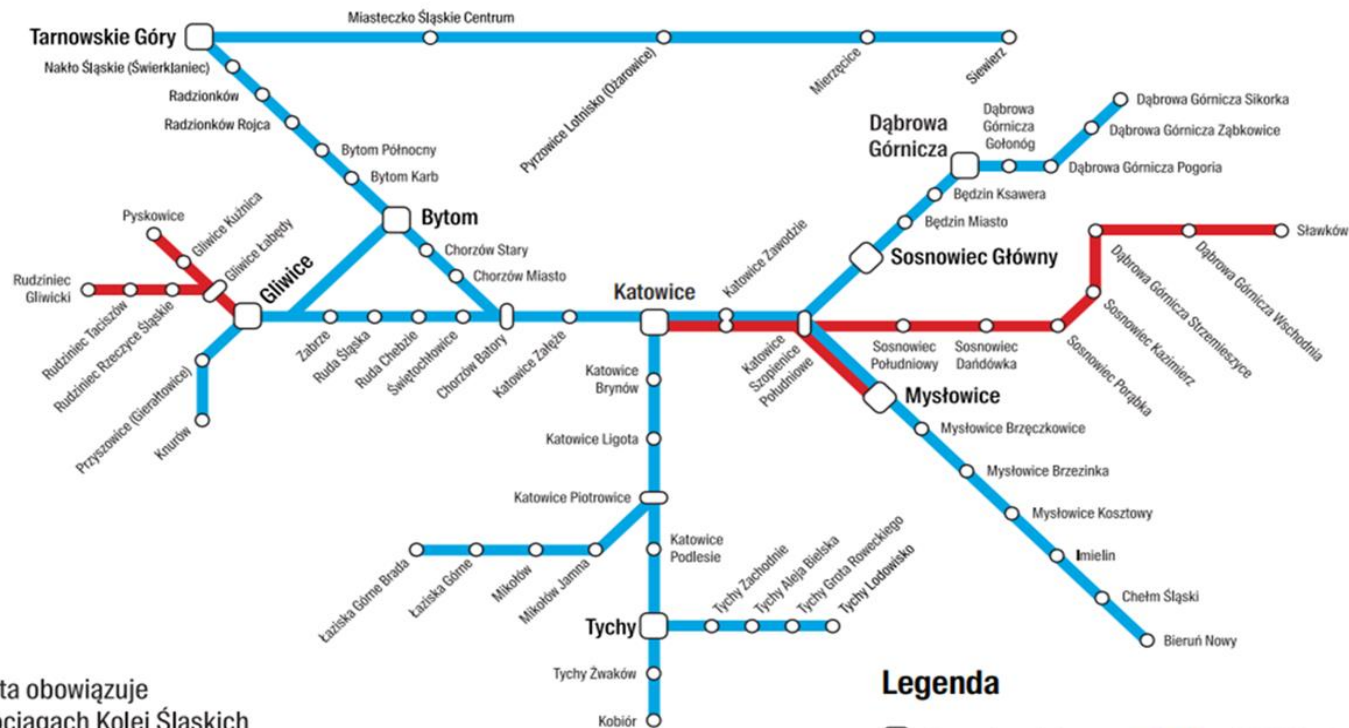 Miasteczko Śląskie Centrum
Tarnowskie Góry
Nakło Śląskie (Świerklaniec)
Radzionków
Radzionków Rojca
Bytom Północny
Bytom Karb
Bytom
Pyrzowice Lotnisko (Ożarowice)
Mierzęcice
Siewierz
Dąbrowa
Górnicza
Dąbrowa
Górnicza
Gołonóg
Dąbrowa Górnicza Sikorka
Dąbrowa Górnicza Ząbkowice
Dąbrowa Górnicza Pogoria
Będzin Ksawera
Będzin Miasto
Sosnowiec Główny
Pyskowice
Gliwice Kuźnica
Gliwice Łabędy
Rudziniec
Gliwicki
Rudziniec Taciszów
Rudziniec Rzeczyce Śląskie
Gliwice
Przyszowice (Gierałtowice)
Knurów
Chorzów Stary
Chorzów Miasto
Zabrze
Ruda Śląska
Ruda Chebzie
Świętochłowice
Chorzów Batory
Katowice Załęże
Katowice
Katowice Zawodzie
Katowice
Szopienice
Południowe
Sosnowiec
Południowy
Sosnowiec
Dańdówka
Sosnowiec Porąbka
Sosnowiec Kazimierz
Dąbrowa Górnicza Strzemieszyce
Dąbrowa Górnicza Wschodnia
Sławków
Katowice
Brynów
Katowice Ligota
Katowice Piotrowice
Łaziska Górne Brada
Łaziska Górne
Mikołów
Mikołów Jamna
Katowice
Podlesie
Tychy
Tychy Zachodnie
Tychy Aleja Bielska
Tychy Grota Roweckiego
Tychy Lodowisko
Tychy Żwaków
Kobiór
Mysłowice
Mysłowice Brzęczkowice
Mysłowice Brzezinka
Mysłowice Kosztowy
Imielin
Chełm Śląski
Bieruń Nowy
ta obowiązuje
ociągach Kolei Śląskich
Legenda